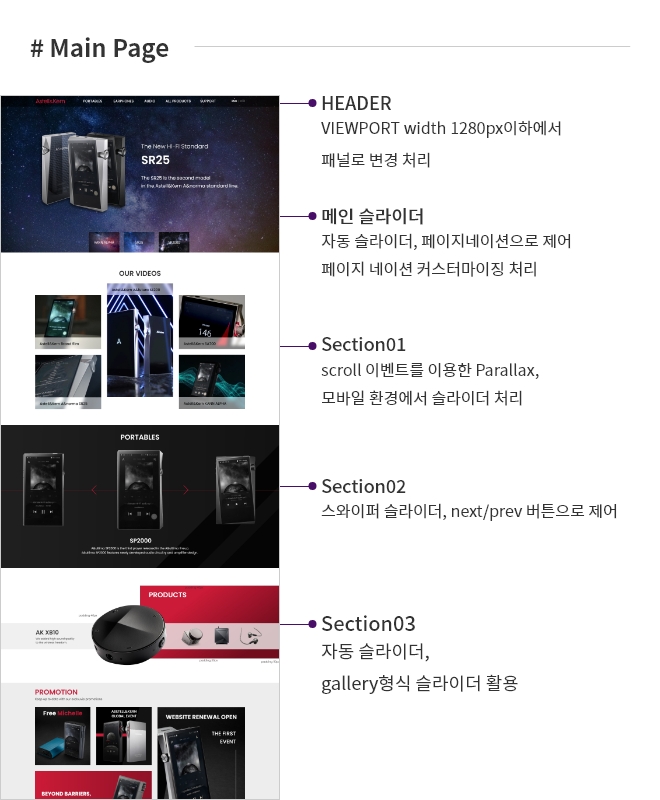 # Main Page
HEADER
VIEWPORT width 1280px이하에서
패널로 변경 처리
메인 슬라이더
자동 슬라이더, 페이지네이션으로 제어
페이지 네이션 커스터마이징 처리
Section01
scroll 이벤트를 이용한 Parallax,
모바일 환경에서 슬라이더 처리
Section02
스와이퍼 슬라이더, next/prev 버튼으로 제어
Section03
자동 슬라이더,
gallery형식 슬라이더 활용
Astell&Kern
PORTABLES EARPHONES AUDIO ALL PRODUCTS SUPPORT
The New Hi-Fi Standard
SR25
The SR25 is the second model
in the Astell&Kern A&norma standard line.
OUR VIDEOS
PORTABLES
SP2000
PRODUCTS
AK XB10
PROMOTION
Free Michelle
ASTELL&KERN
GLOBAL EVENT
WEBSITE RENEWAL OPEN
THE FIRST
EVENT
BEYOND BARRIERS.